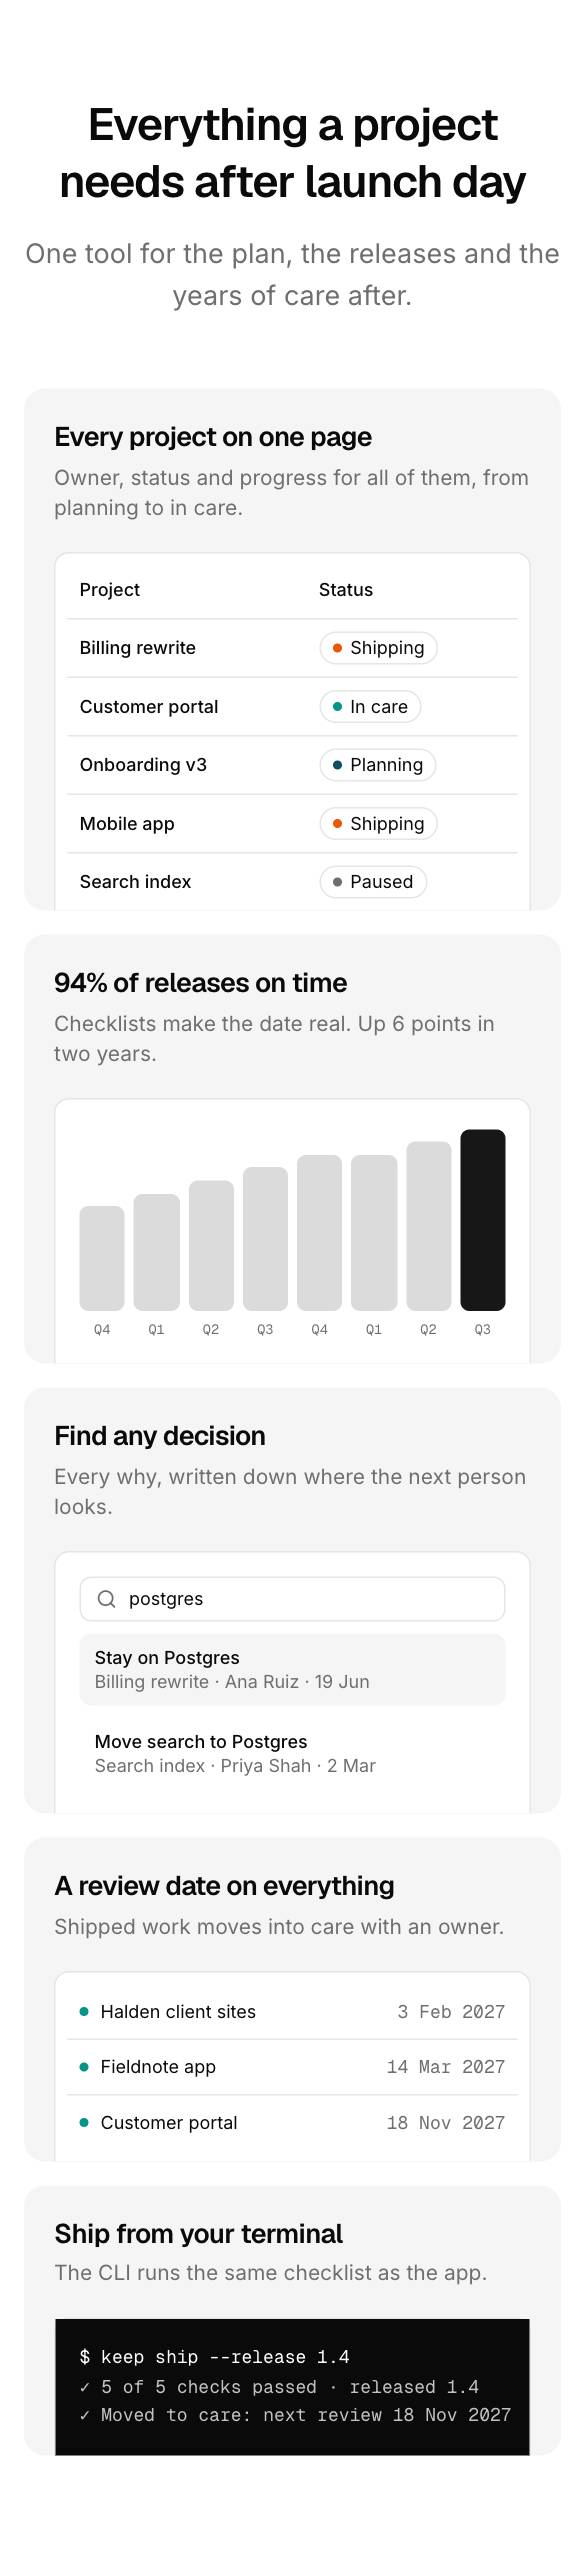 Everything a project
needs after launch day
One tool for the plan, the releases and the
years of care after.
Every project on one page
Owner, status and progress for all of them, from
planning to in care.
Project Status
Billing rewrite Shipping
Customer portal In care
Onboarding v3 Planning
Mobile app Shipping
Search index Paused
94% of releases on time
Checklists make the date real. Up 6 points in
two years.
Q4 Q1 Q2 Q3 Q4 Q1 Q2 Q3
Find any decision
Every why, written down where the next person
looks.
postgres
Stay on Postgres
Billing rewrite · Ana Ruiz · 19 Jun
Move search to Postgres
Search index · Priya Shah · 2 Mar
A review date on everything
Shipped work moves into care with an owner.
Halden client sites 3 Feb 2027
Fieldnote app 14 Mar 2027
Customer portal 18 Nov 2027
Ship from your terminal
The CLI runs the same checklist as the app.
$ keep ship --release 1.4
✓ 5 of 5 checks passed · released 1.4
✓ Moved to care: next review 18 Nov 2027